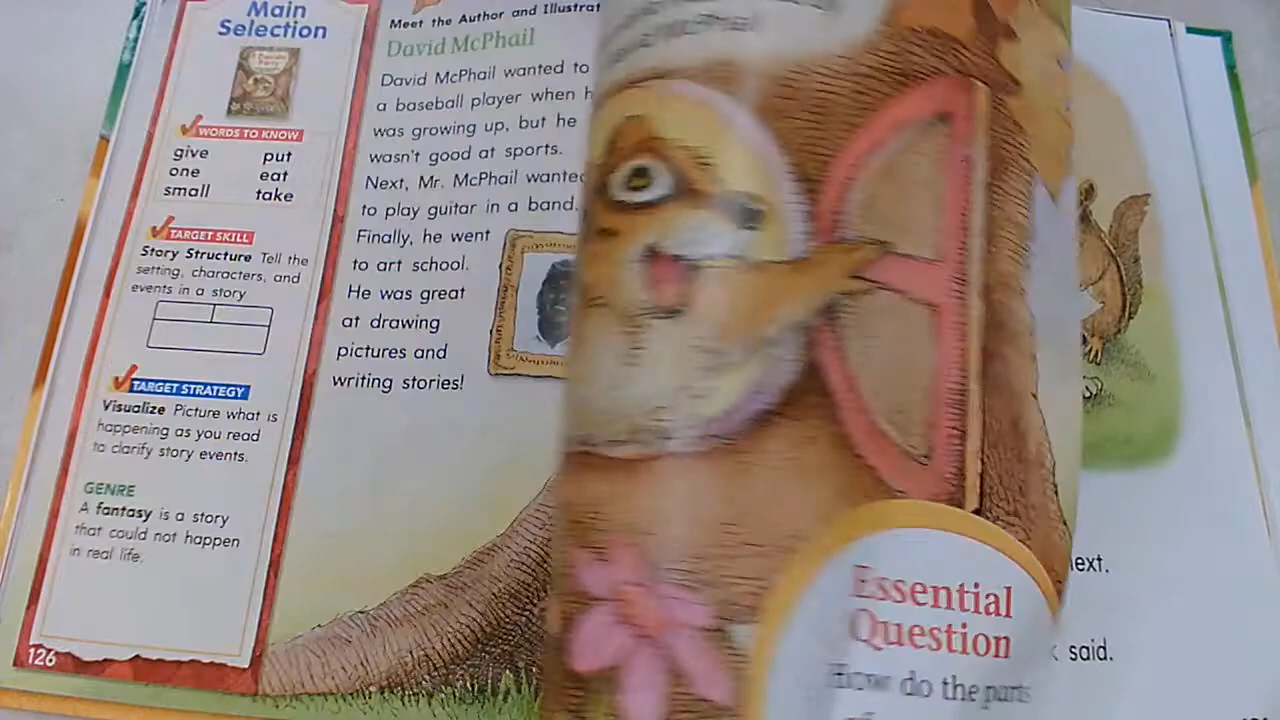 Main
Selection
WORDS TO KNOW
give put
one eat
small take
TARGET SKILL
Story Structure Tell the
setting, characters, and
events in a story
TARGET STRATEGY
Visualize Picture what is
happening as you read
to clarify story events.
GENRE
A fantasy is a story
that could not happen
in real life.
126
Meet the Author and Illustrat
David McPhail
David McPhail wanted to
a baseball player when h
was growing up, but he
wasn't good at sports.
Next, Mr. McPhail wanted
to play guitar in a band.
Finally, he went
to art school.
He was great
at drawing
pictures and
writing stories!
Essential
Question
How do the parts
next.
said.